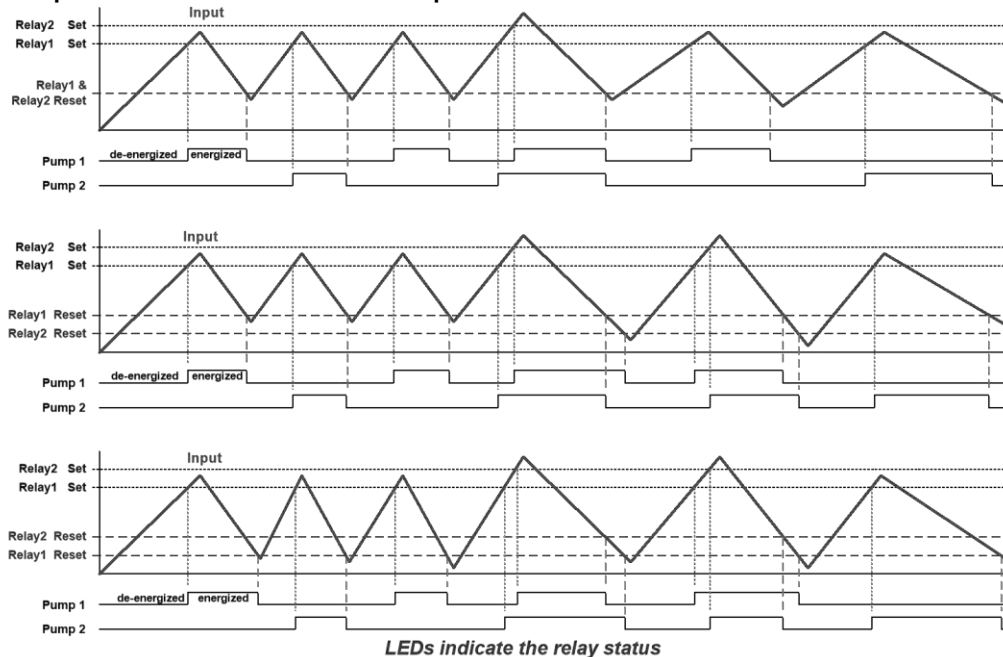 Input
Relay2 Set
Relay1 Set
Relay1 &
Relay2 Reset
de-energized energized
Pump 1
Pump 2
Input
Relay2 Set
Relay1 Set
Relay1 Reset
Relay2 Reset
de-energized energized
Pump 1
Pump 2
Input
Relay2 Set
Relay1 Set
Relay2 Reset
Relay1 Reset
de-energized energized
Pump 1
Pump 2
LEDs indicate the relay status